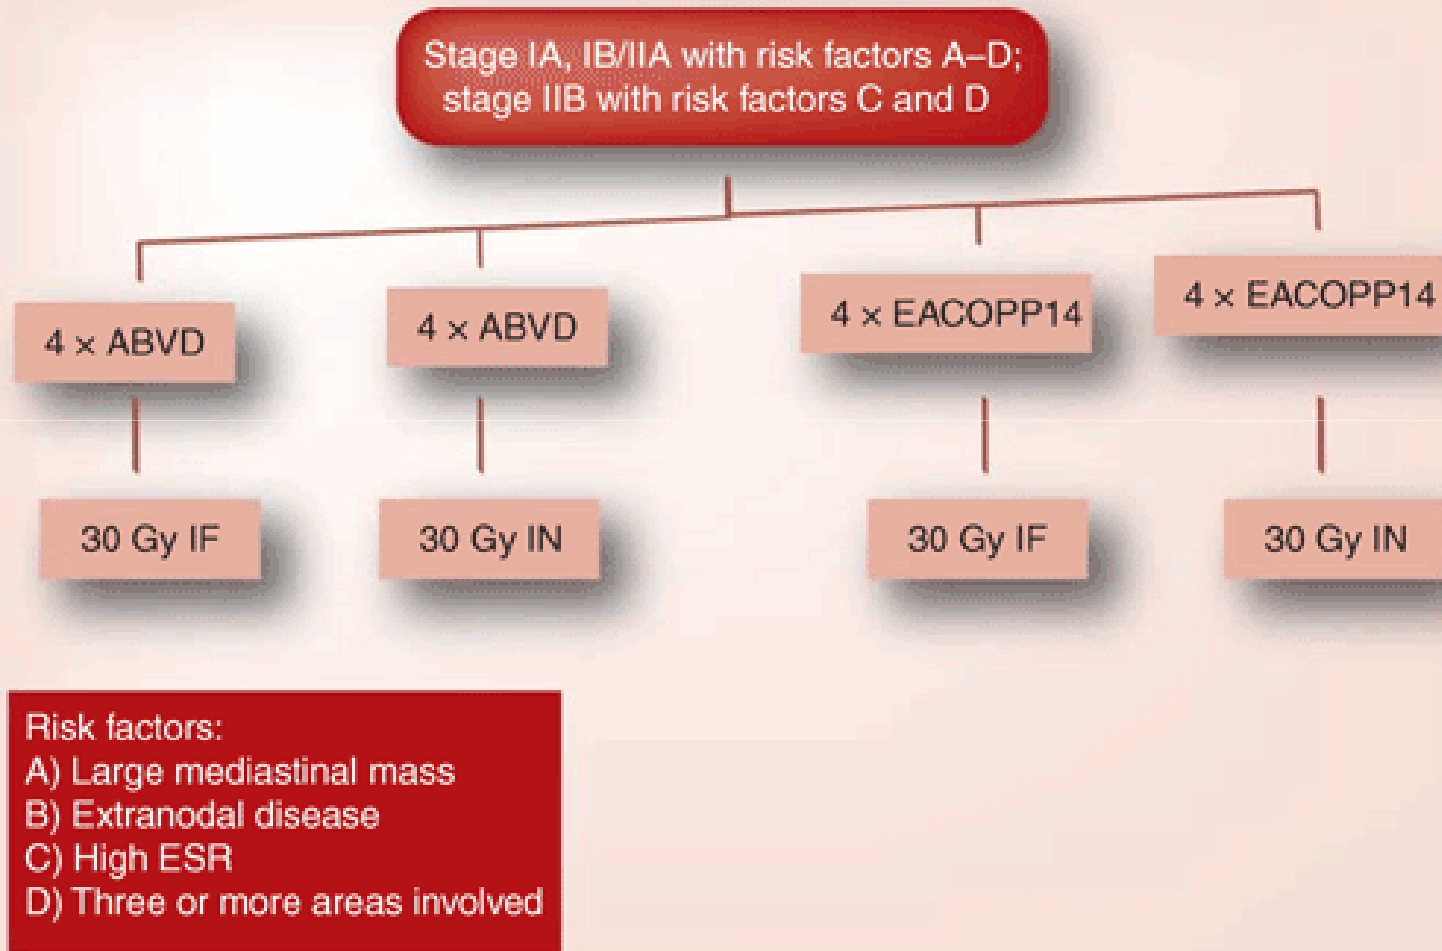 Stage IA, IB/IIA with risk factors A–D;
stage IIB with risk factors C and D
4 × ABVD
4 × ABVD
4 × EACOPP14
4 × EACOPP14
30 Gy IF
30 Gy IN
30 Gy IF
30 Gy IN
Risk factors:
A) Large mediastinal mass
B) Extranodal disease
C) High ESR
D) Three or more areas involved